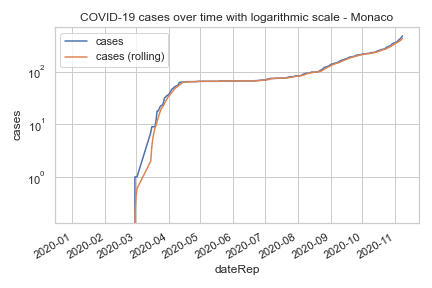 COVID-19 cases over time with logarithmic scale - Monaco
cases
cases (rolling)
10²
10¹
10⁰
cases
2020-01
2020-02
2020-03
2020-04
2020-05
2020-06
2020-07
2020-08
2020-09
2020-10
2020-11
dateRep